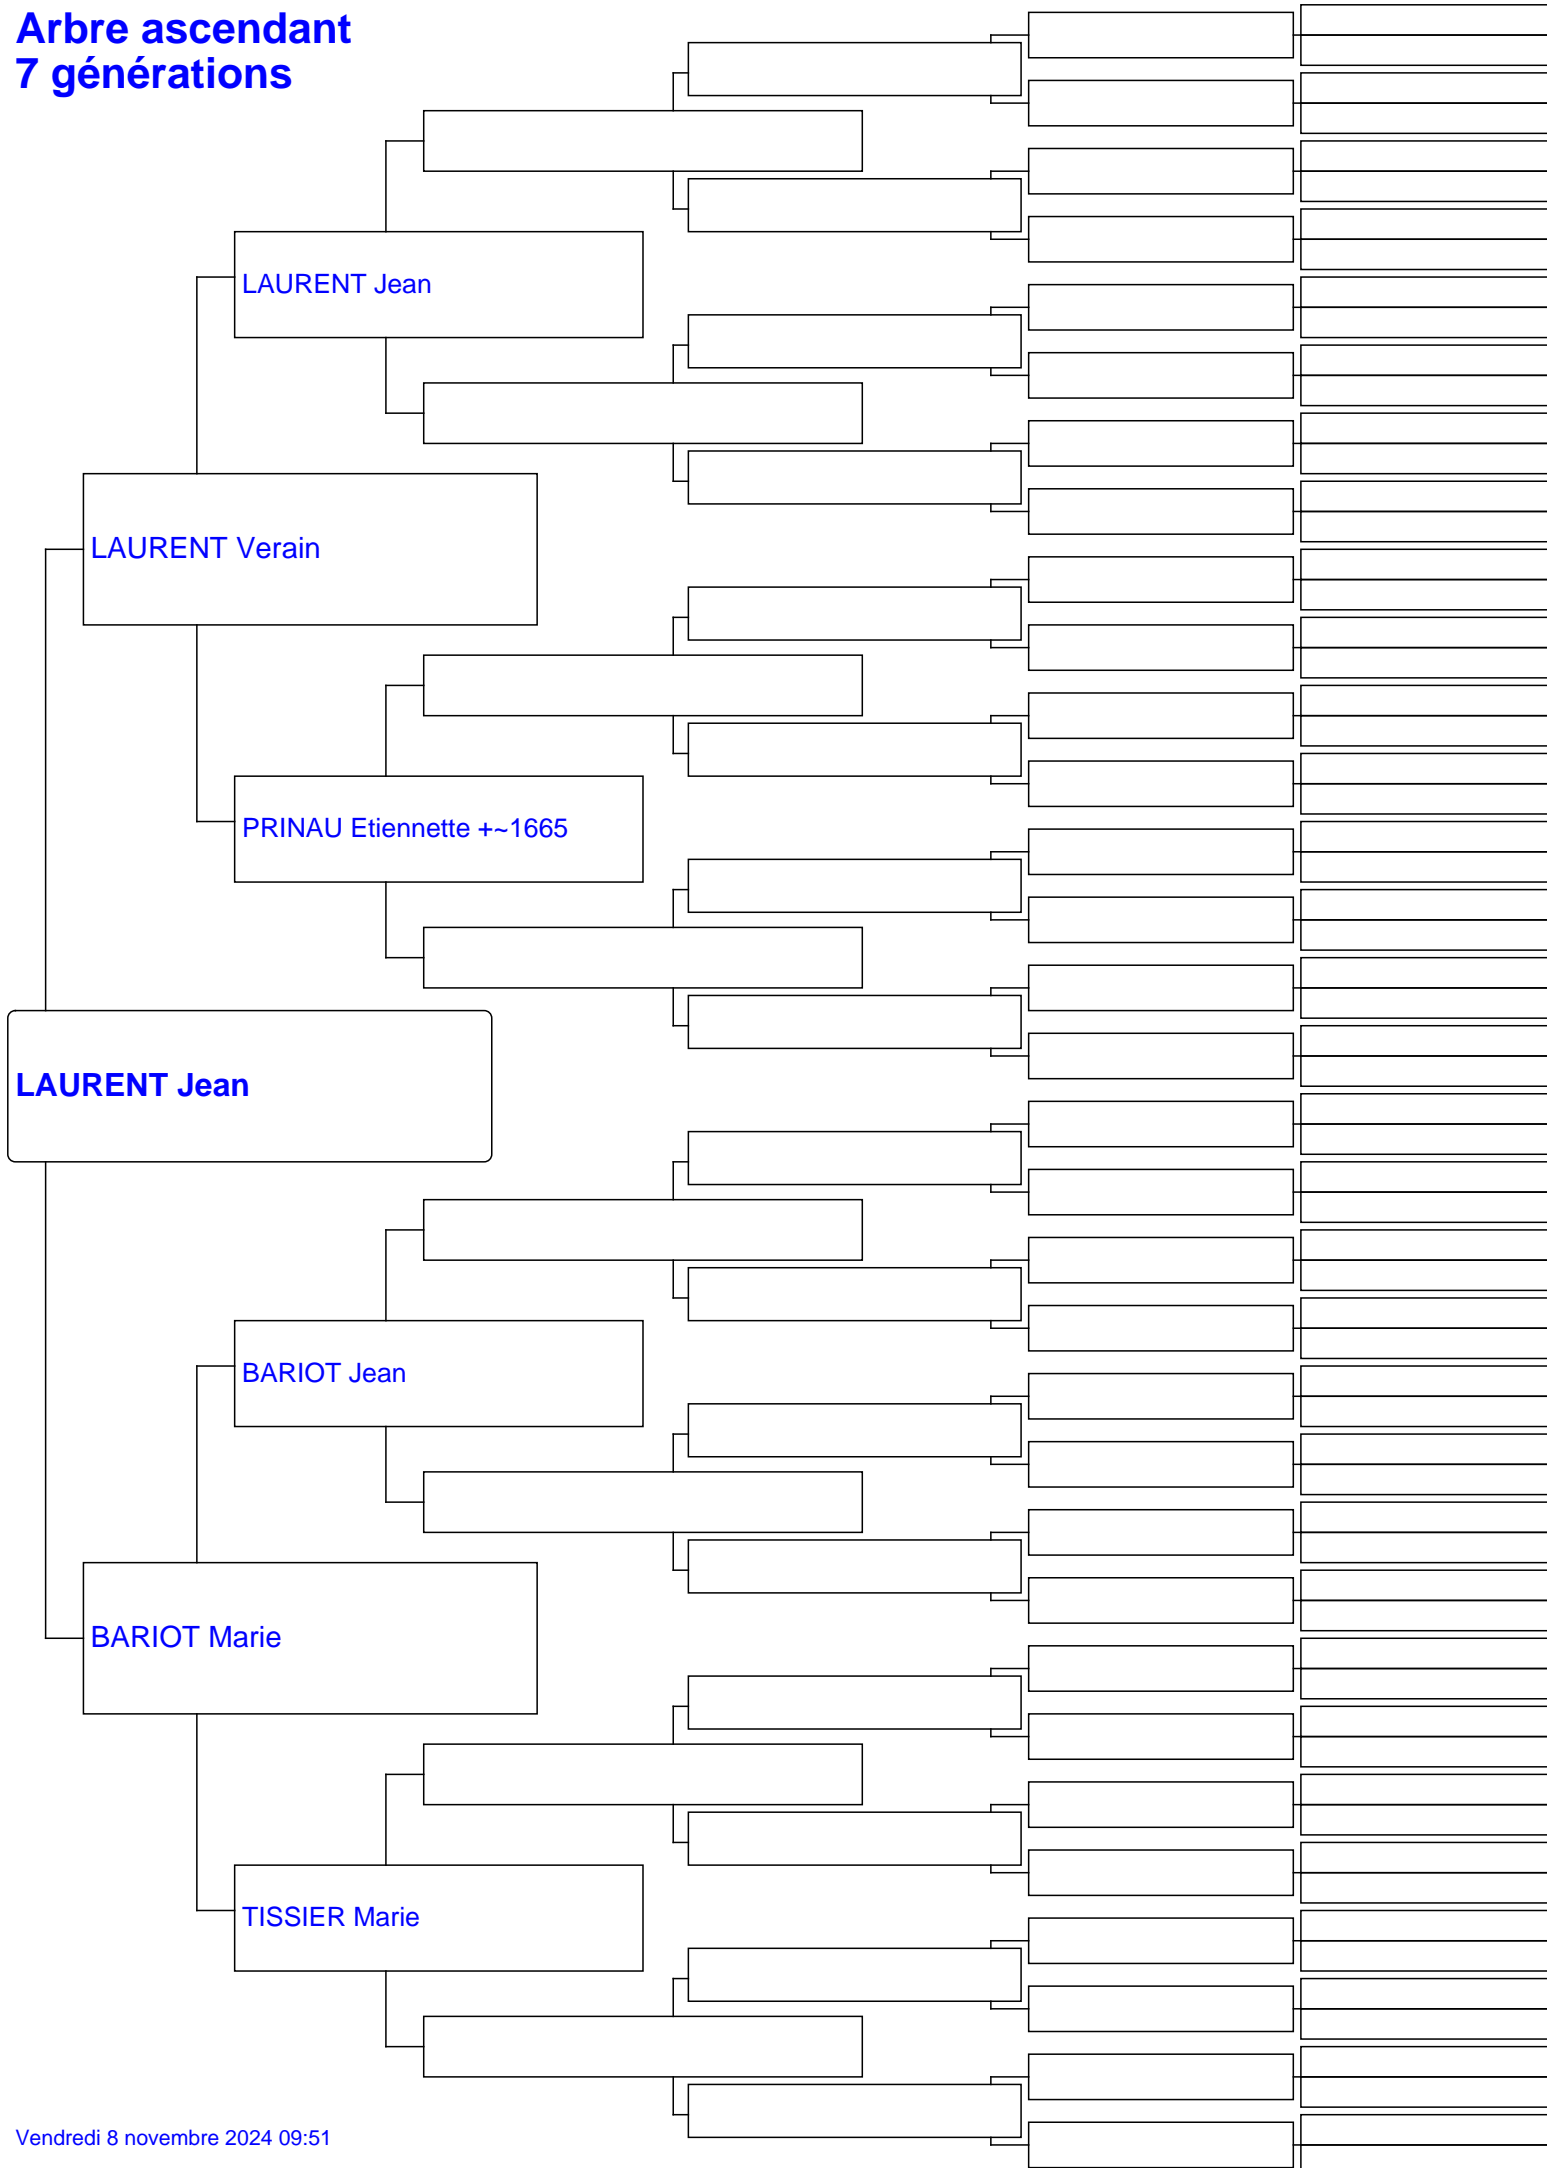 Arbre ascendant
7 générations
LAURENT Jean
LAURENT Verain
PRINAU Etiennette +~1665
LAURENT Jean
BARIOT Jean
BARIOT Marie
TISSIER Marie
Vendredi 8 novembre 2024 09:51